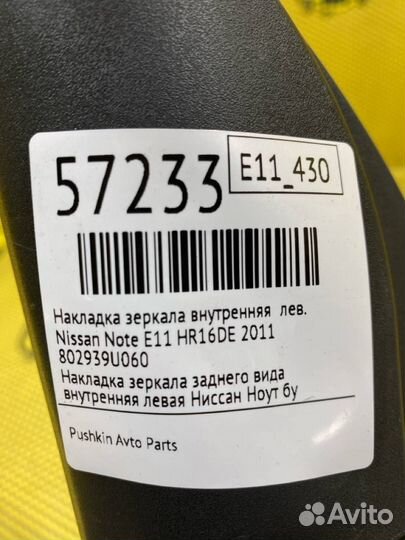 57233
E11_430
Накладка зеркала внутренняя лев.
Nissan Note E11 HR16DE 2011
802939U060
Накладка зеркала заднего вида
внутренняя левая Ниссан Ноут бу
Pushkin Avto Parts
Avito